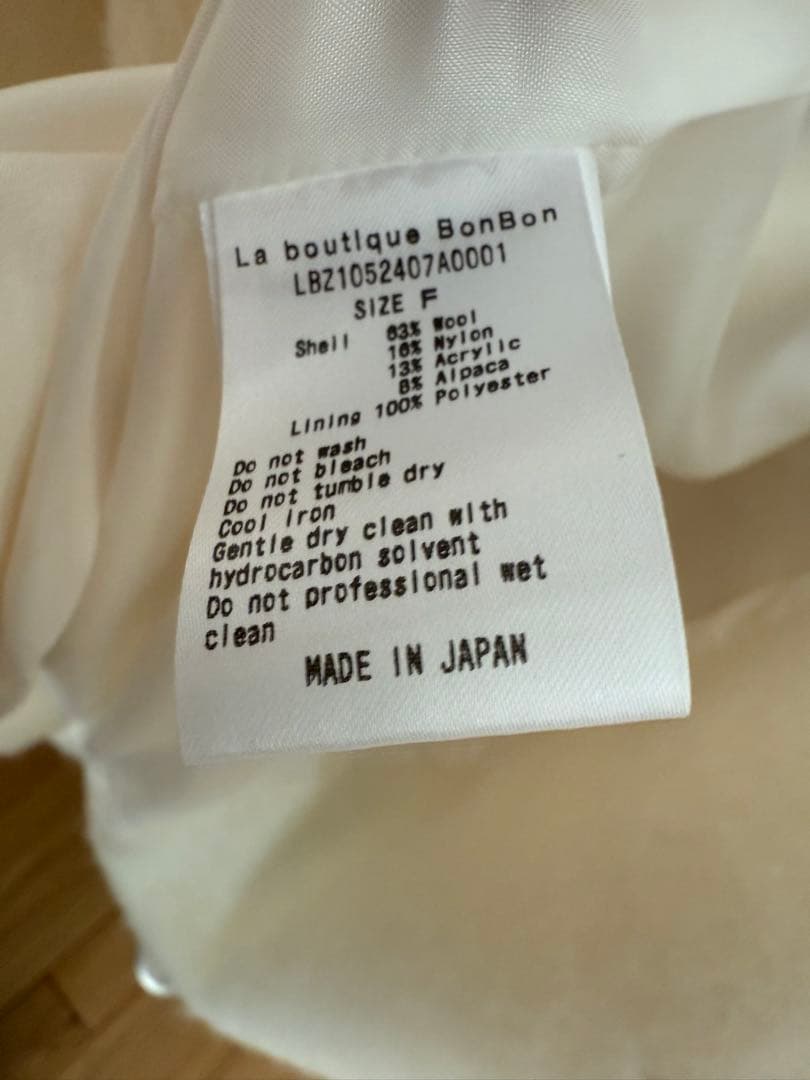 La boutique BonBon
LBZ1052407A0001
SIZE F
Shell 63% Wool
16% Nylon
13% Acrylic
8% Alpaca
Lining 100% Polyester
Do not wash
Do not bleach
Do not tumble dry
Cool iron
Gentle dry clean with
hydrocarbon solvent
Do not professional wet
clean
MADE IN JAPAN